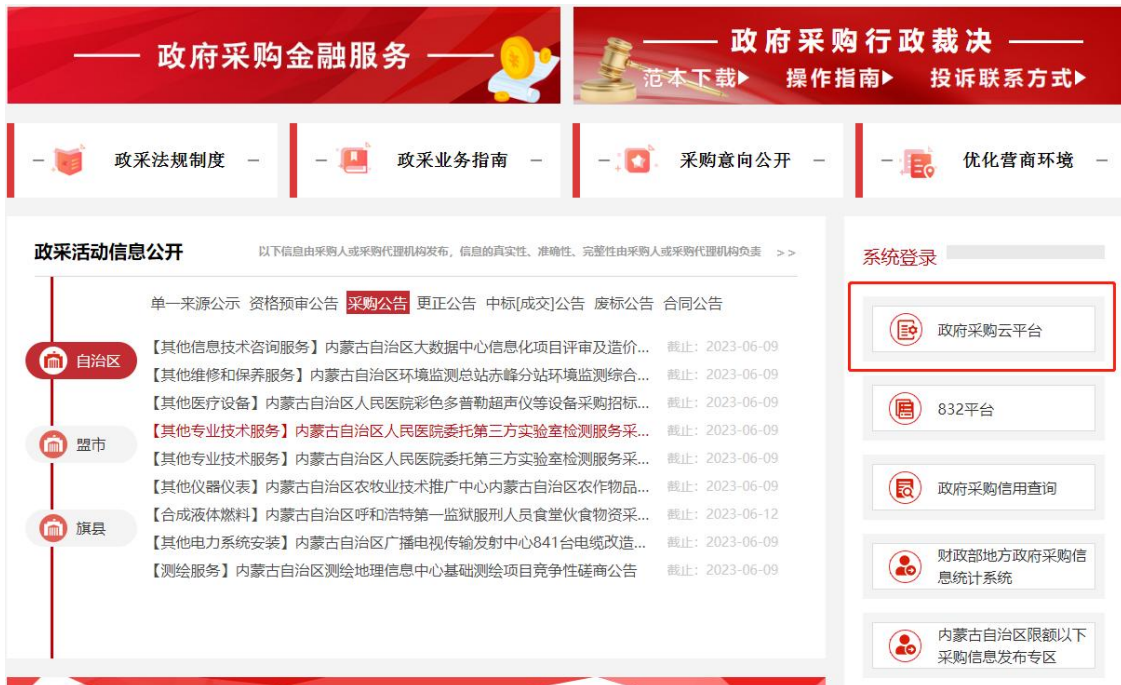 政府采购金融服务
政府采购行政裁决
范本下载▶ 操作指南▶ 投诉联系方式▶
政采法规制度
政采业务指南
采购意向公开
优化营商环境
政采活动信息公开
以下信息由采购人或采购代理机构发布，信息的真实性、准确性、完整性由采购人或采购代理机构负责 >>
单一来源公示 资格预审公告 采购公告 更正公告 中标[成交]公告 废标公告 合同公告
自治区
盟市
旗县
【其他信息技术咨询服务】内蒙古自治区大数据中心信息化项目评审及造价... 截止：2023-06-09
【其他维修和保养服务】内蒙古自治区环境监测总站赤峰分站环境监测综合... 截止：2023-06-09
【其他医疗设备】内蒙古自治区人民医院彩色多普勒超声仪等设备采购招标... 截止：2023-06-09
【其他专业技术服务】内蒙古自治区人民医院委托第三方实验室检测服务采... 截止：2023-06-09
【其他专业技术服务】内蒙古自治区人民医院委托第三方实验室检测服务采... 截止：2023-06-09
【其他仪器仪表】内蒙古自治区农牧业技术推广中心内蒙古自治区农作物品... 截止：2023-06-09
【合成液体燃料】内蒙古自治区呼和浩特第一监狱服刑人员食堂伙食物资采... 截止：2023-06-12
【其他电力系统安装】内蒙古自治区广播电视传输发射中心841台电缆改造... 截止：2023-06-09
【测绘服务】内蒙古自治区测绘地理信息中心基础测绘项目竞争性磋商公告 截止：2023-06-09
系统登录
政府采购云平台
832平台
政府采购信用查询
财政部地方政府采购信
息统计系统
内蒙古自治区限额以下
采购信息发布专区